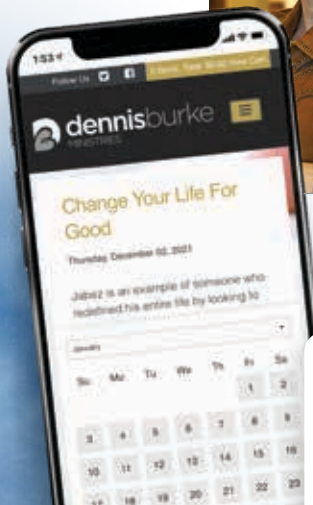 1:53
Follow Us
dennisburke
MINISTRIES
Change Your Life For
Good
Thursday, December 02, 2021
Jabez is an example of someone who
redefined his entire life by looking to
January
Su Mo Tu We Th Fr Sa
1 2
3 4 5 6 7 8 9
10 11 12 13 14 15 16
18 19 20 21 22 23